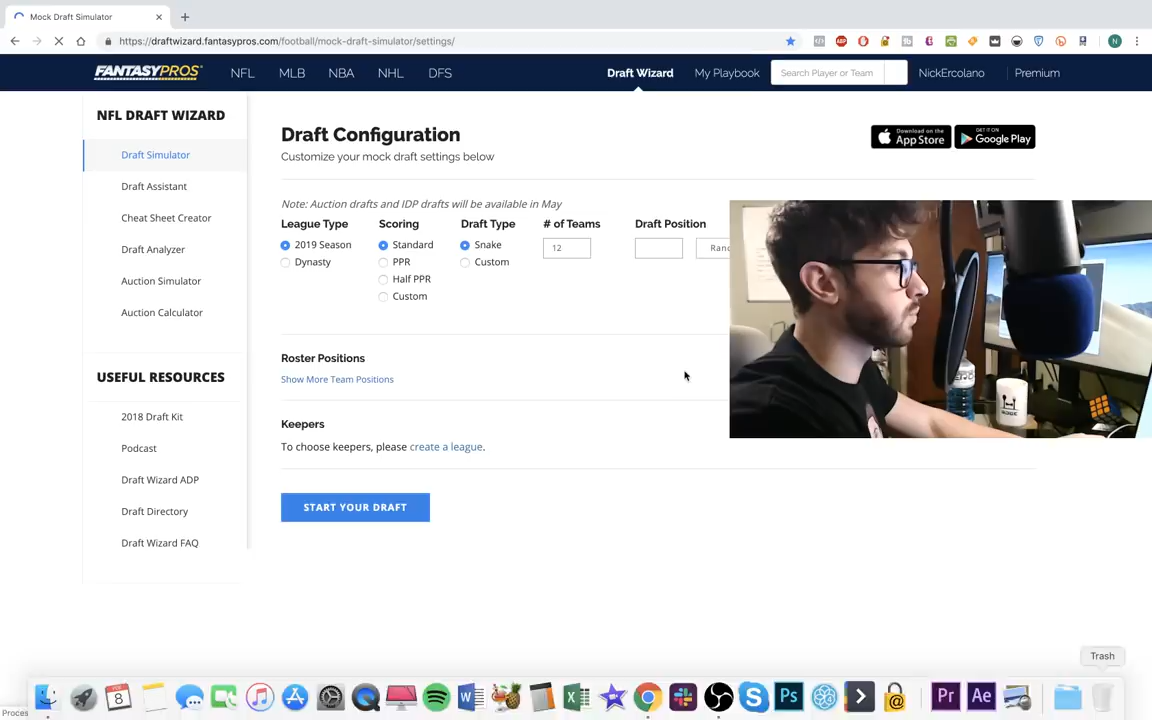 Mock Draft Simulator
https://draftwizard.fantasypros.com/football/mock-draft-simulator/settings/
FANTASYPROS
NFL MLB NBA NHL DFS
Draft Wizard My Playbook Search Player or Team NickErcolano Premium
NFL DRAFT WIZARD
Draft Simulator
Draft Assistant
Cheat Sheet Creator
Draft Analyzer
Auction Simulator
Auction Calculator
USEFUL RESOURCES
2018 Draft Kit
Podcast
Draft Wizard ADP
Draft Directory
Draft Wizard FAQ
Draft Configuration
Customize your mock draft settings below
Download on the App Store
GET IT ON Google Play
Note: Auction drafts and IDP drafts will be available in May
League Type Scoring Draft Type # of Teams Draft Position
2019 Season Standard Snake 12 Ran
Dynasty PPR Custom
Half PPR
Custom
Roster Positions
Show More Team Positions
Keepers
To choose keepers, please create a league.
START YOUR DRAFT
Trash
Proces
8
Pr Ae
Ps